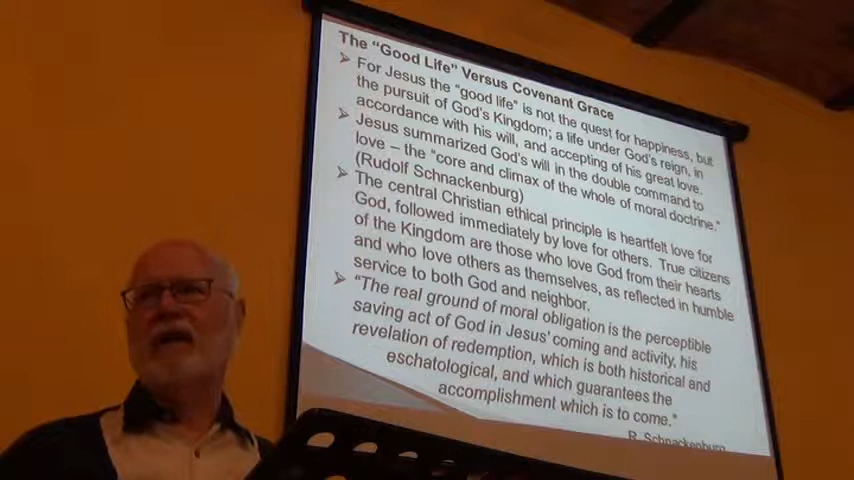 The “Good Life” Versus Covenant Grace
➢ For Jesus the “good life” is not the quest for happiness, but
the pursuit of God's Kingdom; a life under God's reign, in
accordance with his will, and accepting of his great love.
➢ Jesus summarized God's will in the double command to
love – the “core and climax of the whole of moral doctrine.”
(Rudolf Schnackenburg)
➢ The central Christian ethical principle is heartfelt love for
God, followed immediately by love for others. True citizens
of the Kingdom are those who love God from their hearts
and who love others as themselves, as reflected in humble
service to both God and neighbor.
➢ “The real ground of moral obligation is the perceptible
saving act of God in Jesus' coming and activity, his
revelation of redemption, which is both historical and
eschatological, and which guarantees the
accomplishment which is to come.”
R. Schnackenburg